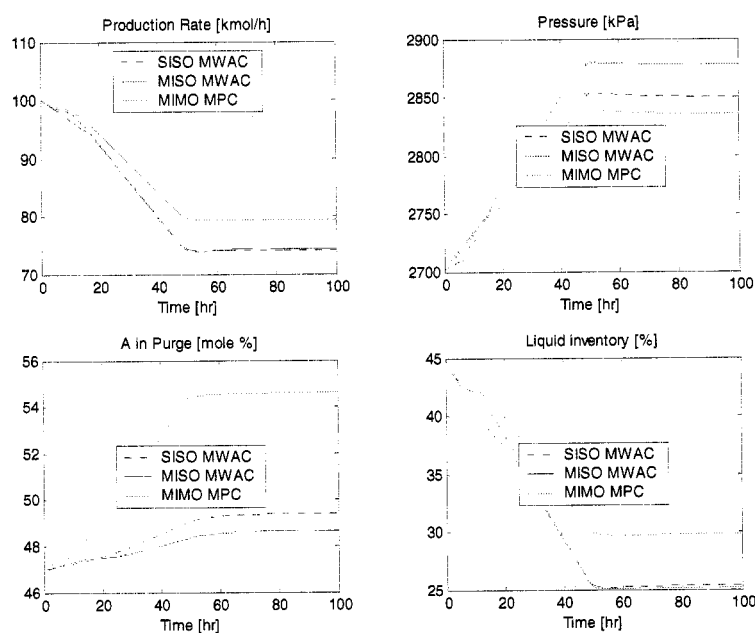 Production Rate [kmol/h]
110
100
90
80
70
SISO MWAC
MISO MWAC
MIMO MPC
0 20 40 60 80 100
Time [hr]
Pressure [kPa]
2900
2850
2800
2750
2700
SISO MWAC
MISO MWAC
MIMO MPC
0 20 40 60 80 100
Time [hr]
A in Purge [mole %]
56
54
52
50
48
46
SISO MWAC
MISO MWAC
MIMO MPC
0 20 40 60 80 100
Time [hr]
Liquid inventory [%]
45
40
35
30
25
SISO MWAC
MISO MWAC
MIMO MPC
0 20 40 60 80 100
Time [hr]